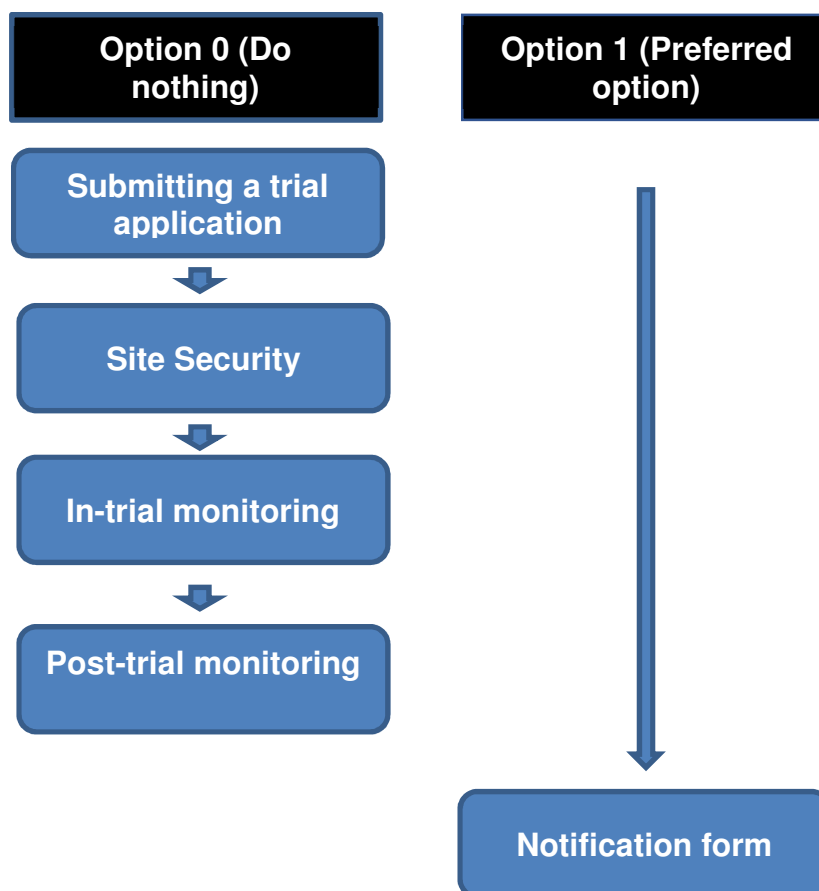 Option 0 (Do
nothing)
Submitting a trial
application
Site Security
In-trial monitoring
Post-trial monitoring
Option 1 (Preferred
option)
Notification form